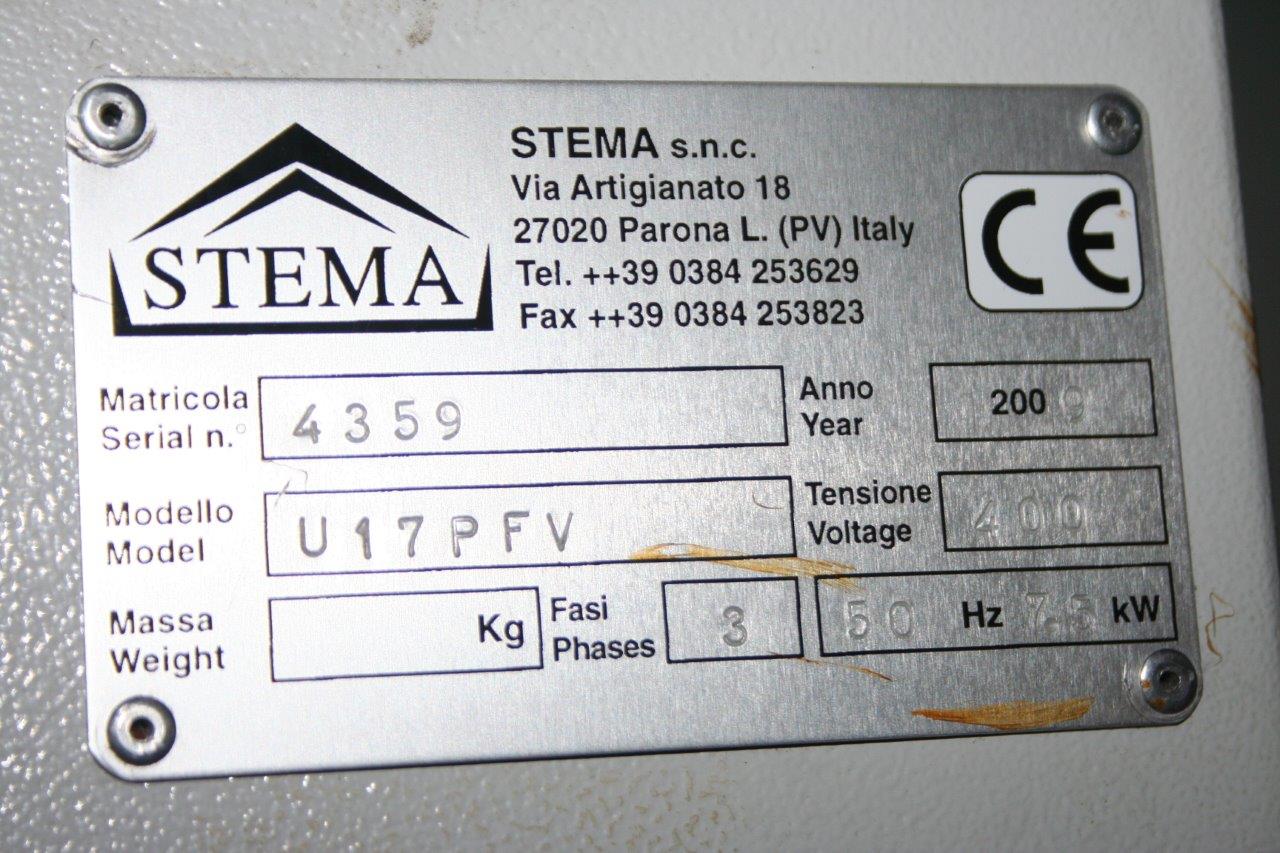 STEMA
STEMA s.n.c.
Via Artigianato 18
27020 Parona L. (PV) Italy
Tel. ++39 0384 253629
Fax ++39 0384 253823
CE
Matricola
Serial n.°
4359
Anno
Year
2009
Modello
Model
U17PFV
Tensione
Voltage
400
Massa
Weight
Kg
Fasi
Phases
3
50 Hz 7.5 kW